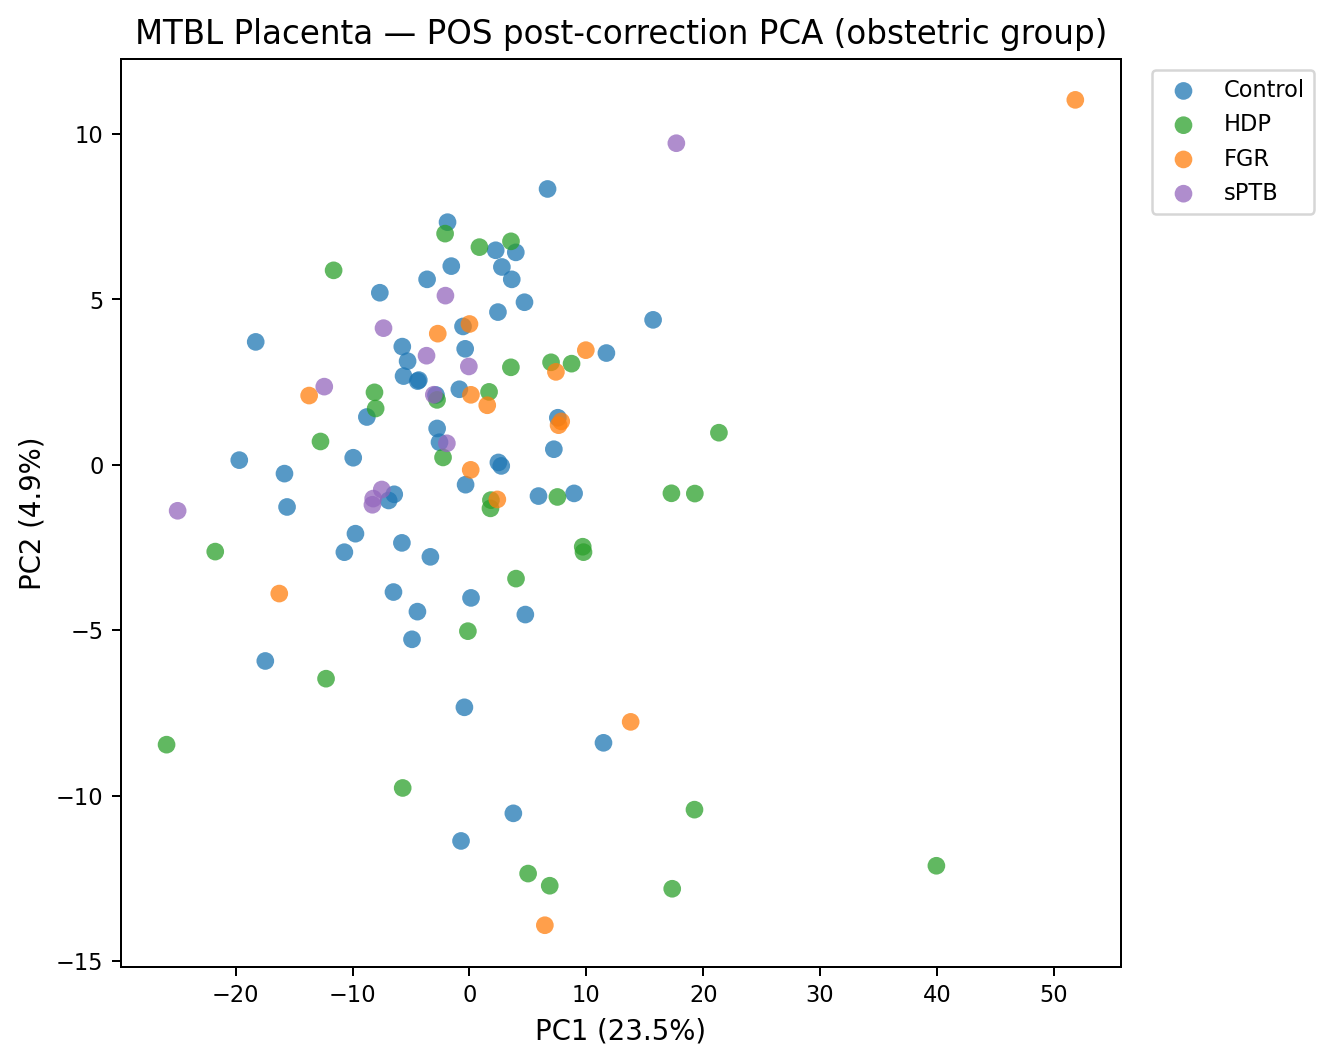 MTBL Placenta — POS post-correction PCA (obstetric group)
Control
HDP
FGR
sPTB
PC2 (4.9%)
10
5
0
−5
−10
−15
−20
−10
0
10
20
30
40
50
PC1 (23.5%)